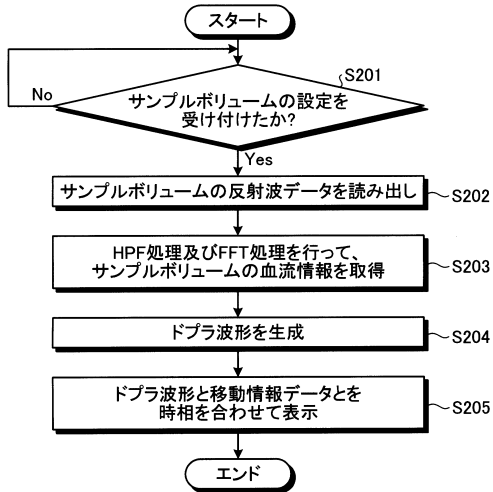 スタート
S201
サンプルボリュームの設定を
受け付けたか?
No
Yes
サンプルボリュームの反射波データを読み出し
S202
HPF処理及びFFT処理を行って、
サンプルボリュームの血流情報を取得
S203
ドプラ波形を生成
S204
ドプラ波形と移動情報データとを
時相を合わせて表示
S205
エンド